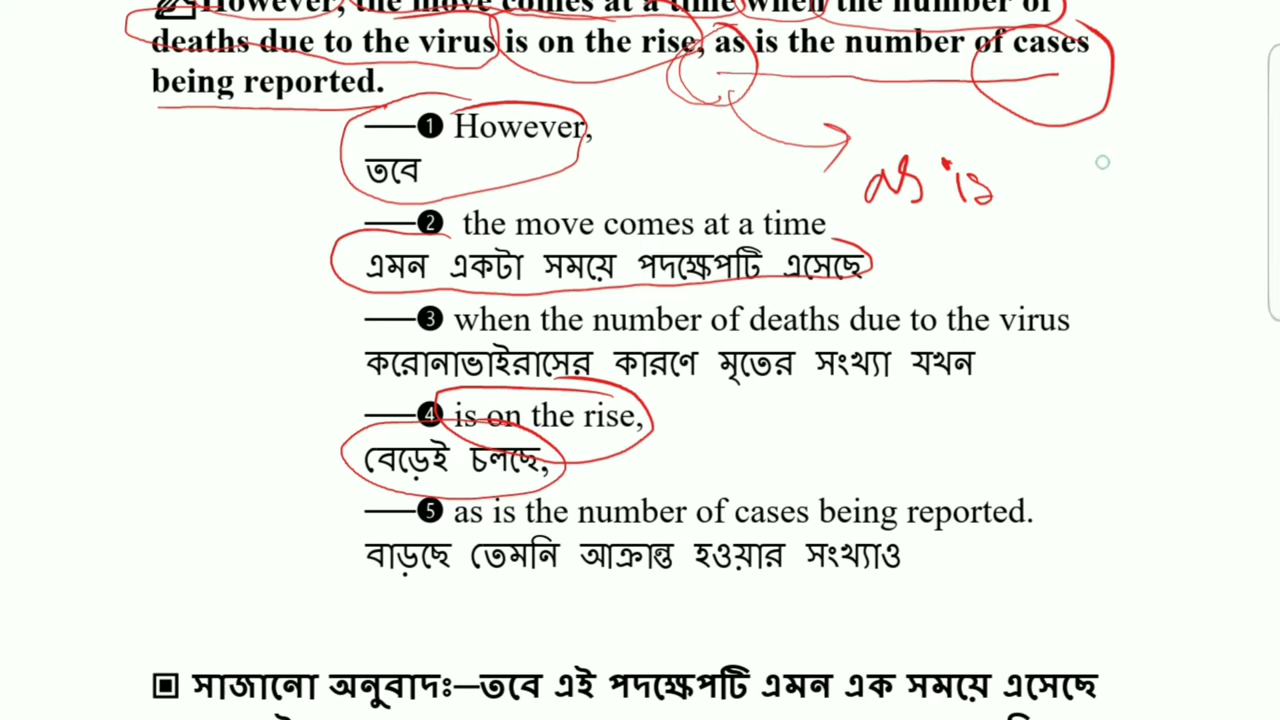 However, the move comes at a time when the number of
deaths due to the virus is on the rise, as is the number of cases
being reported.
—❶ However,
তবে
as is
—❷ the move comes at a time
এমন একটা সময়ে পদক্ষেপটি এসেছে
—❸ when the number of deaths due to the virus
করোনাভাইরাসের কারণে মৃতের সংখ্যা যখন
—❹ is on the rise,
বেড়েই চলছে,
—❺ as is the number of cases being reported.
বাড়ছে তেমনি আক্রান্ত হওয়ার সংখ্যাও
▣ সাজানো অনুবাদঃ—তবে এই পদক্ষেপটি এমন এক সময়ে এসেছে